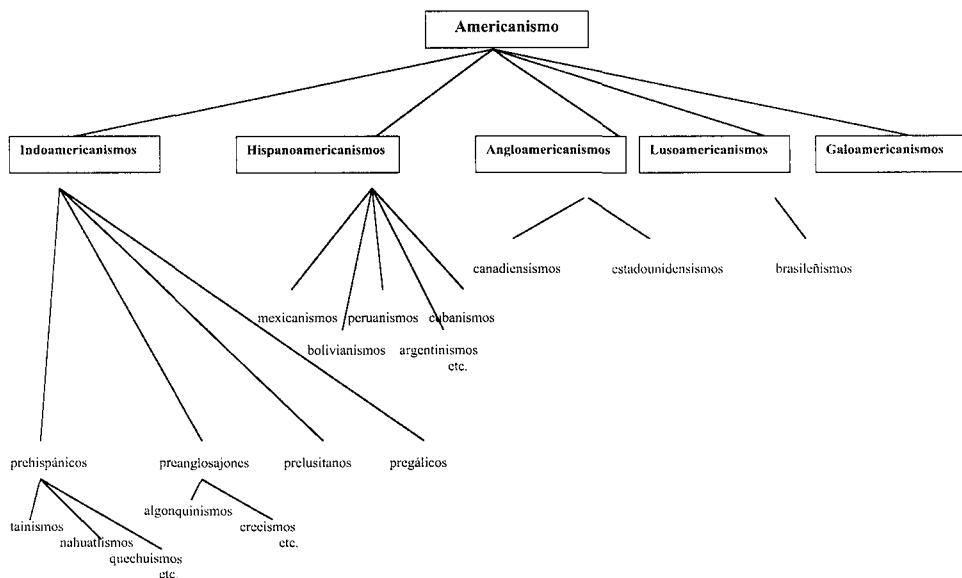 Americanismo
Indoamericanismos
Hispanoamericanismos
Angloamericanismos
Lusoamericanismos
Galoamericanismos
canadiensismos
estadounidensismos
brasileñismos
mexicanismos
peruanismos
cubanismos
bolivianismos
argentinismos
etc.
prehispánicos
preanglosajones
prelusitanos
pregálicos
tainismos
nahuatlismos
quechuismos
etc.
algonquinismos
creeismos
etc.